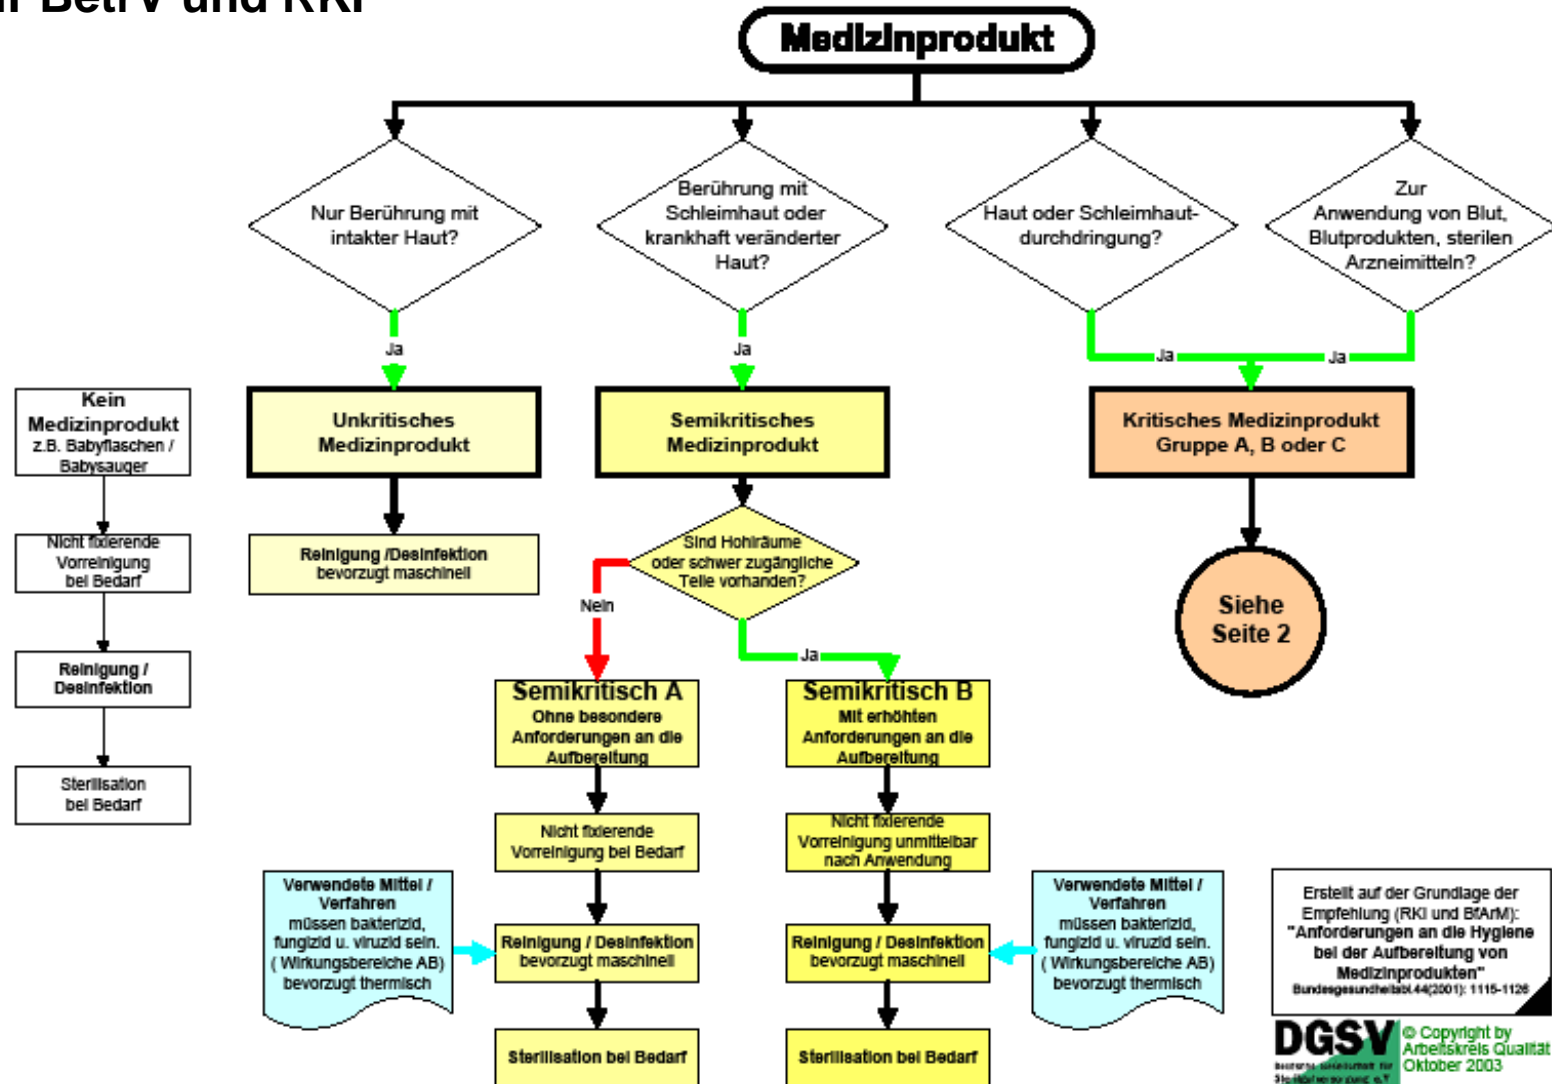 BetrV und RKI
Medizinprodukt
Nur Berührung mit
intakter Haut?
Berührung mit
Schleimhaut oder
krankhaft veränderter
Haut?
Haut oder Schleimhaut-
durchdringung?
Zur
Anwendung von Blut,
Blutprodukten, sterilen
Arzneimitteln?
Ja
Ja
Ja
Ja
Kein
Medizinprodukt
z.B. Babyflaschen /
Babysauger
Nicht fixierende
Vorreinigung
bei Bedarf
Reinigung /
Desinfektion
Sterilisation
bei Bedarf
Unkritisches
Medizinprodukt
Reinigung /Desinfektion
bevorzugt maschinell
Semikritisches
Medizinprodukt
Sind Hohlräume
oder schwer zugängliche
Teile vorhanden?
Nein
Ja
Kritisches Medizinprodukt
Gruppe A, B oder C
Siehe
Seite 2
Semikritisch A
Ohne besondere
Anforderungen an die
Aufbereitung
Nicht fixierende
Vorreinigung bei Bedarf
Verwendete Mittel /
Verfahren
müssen bakterizid,
fungizid u. viruzid sein.
( Wirkungsbereiche AB)
bevorzugt thermisch
Reinigung / Desinfektion
bevorzugt maschinell
Sterilisation bei Bedarf
Semikritisch B
Mit erhöhten
Anforderungen an die
Aufbereitung
Nicht fixierende
Vorreinigung unmittelbar
nach Anwendung
Reinigung / Desinfektion
bevorzugt maschinell
Verwendete Mittel /
Verfahren
müssen bakterizid,
fungizid u. viruzid sein.
( Wirkungsbereiche AB)
bevorzugt thermisch
Sterilisation bei Bedarf
Erstellt auf der Grundlage der
Empfehlung (RKI und BfArM):
"Anforderungen an die Hygiene
bei der Aufbereitung von
Medizinprodukten"
Bundesgesundheitsbl.44(2001): 1115-1126
DGSV
© Copyright by
Arbeitskreis Qualität
Oktober 2003